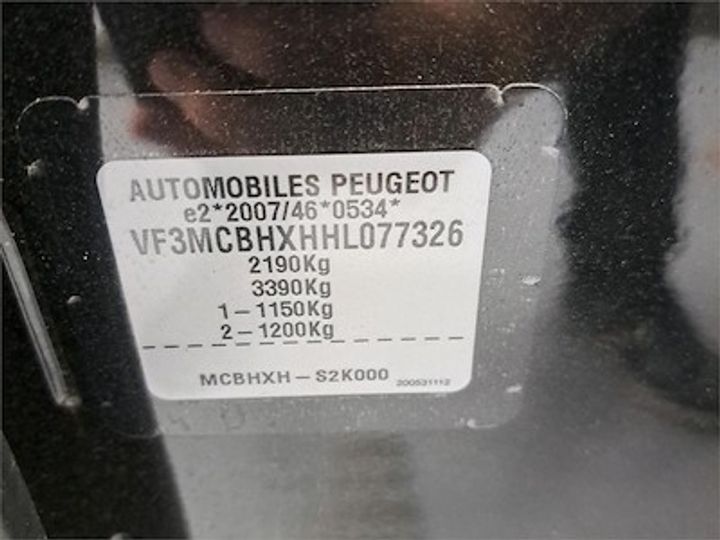 AUTOMOBILES PEUGEOT
e2*2007/46*0534*
VF3MCBHXHHL077326
2190Kg
3390Kg
1-1150Kg
2-1200Kg
MCBHXH-S2K000 200531112